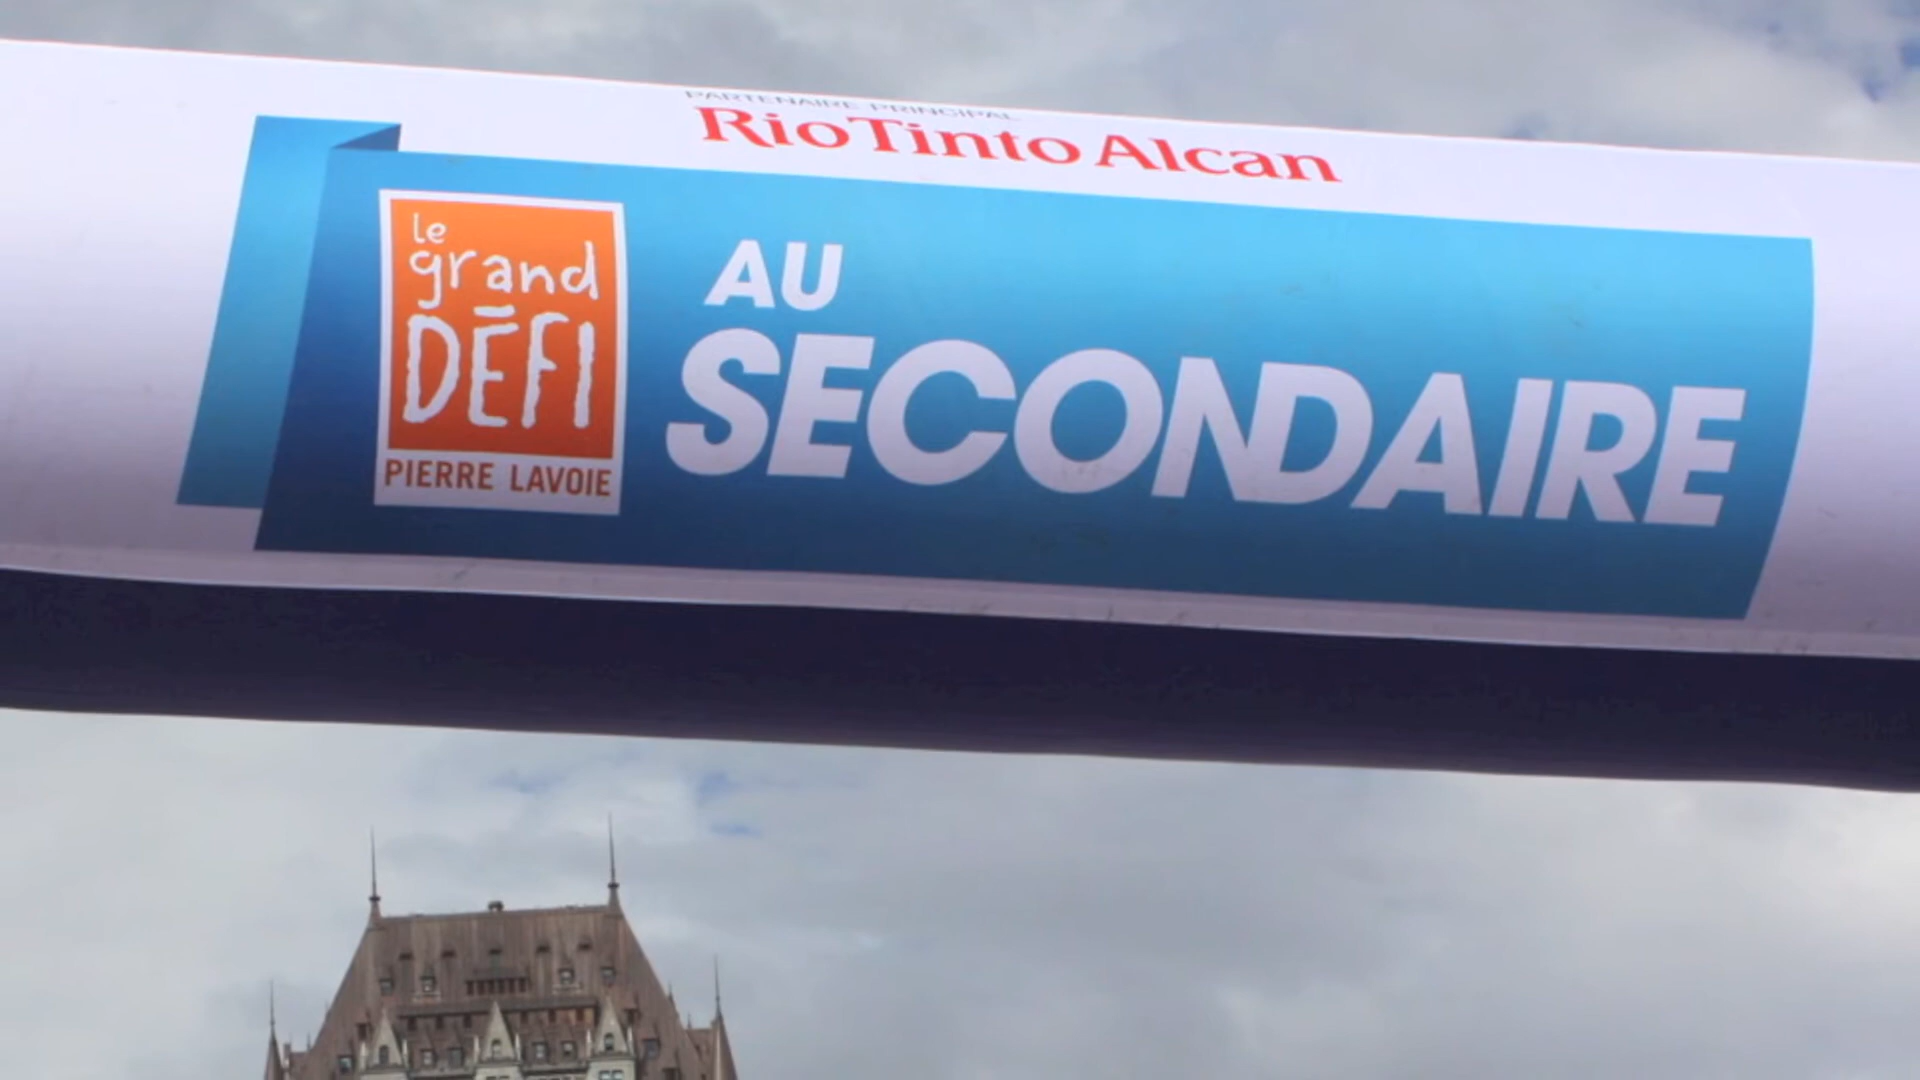 PARTENAIRE PRINCIPAL
RioTinto Alcan
le
grand
DÉFI
PIERRE LAVOIE
AU
SECONDAIRE